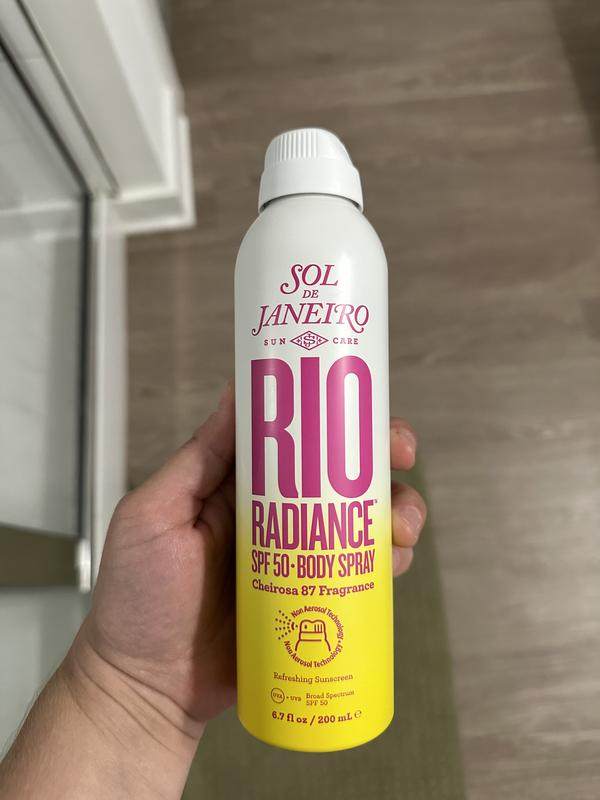 SOL
DE
JANEIRO
SUN CARE
RIO
RADIANCE™
SPF 50 · BODY SPRAY
Cheirosa 87 Fragrance
Non Aerosol Technology • Non Aerosol Technology •
Refreshing Sunscreen
UVA + UVB Broad Spectrum
SPF 50
6.7 fl oz / 200 mL ℮